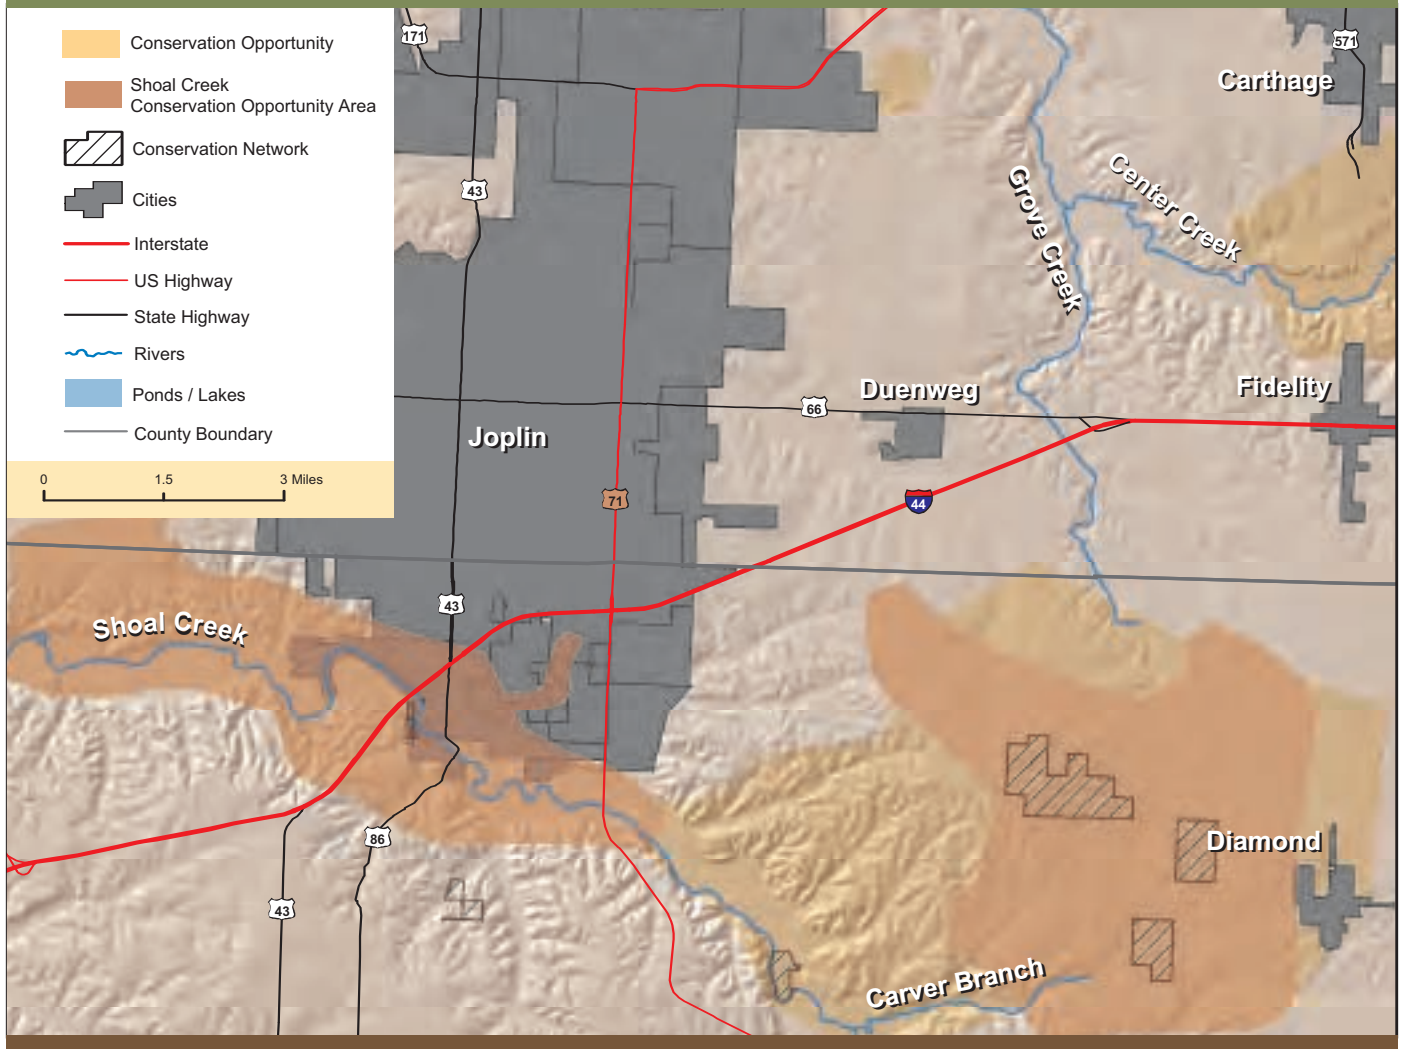 Conservation Opportunity
Shoal Creek
Conservation Opportunity Area
Conservation Network
Cities
Interstate
US Highway
State Highway
Rivers
Ponds / Lakes
County Boundary
0 1.5 3 Miles
171
571
Carthage
43
Center Creek
Grove Creek
Duenweg
Fidelity
66
Joplin
71
44
43
Shoal Creek
86
Diamond
43
Carver Branch